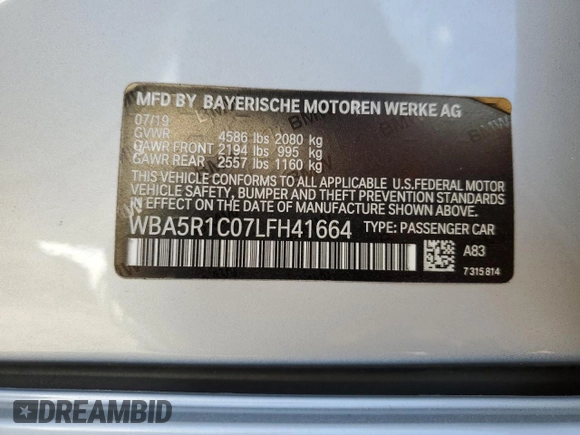 MFD BY BAYERISCHE MOTOREN WERKE AG
07/19
GVWR 4586 lbs 2080 kg
GAWR FRONT 2194 lbs 995 kg
GAWR REAR 2557 lbs 1160 kg
THIS VEHICLE CONFORMS TO ALL APPLICABLE U.S.FEDERAL MOTOR
VEHICLE SAFETY, BUMPER AND THEFT PREVENTION STANDARDS
IN EFFECT ON THE DATE OF MANUFACTURE SHOWN ABOVE.
WBA5R1C07LFH41664 TYPE: PASSENGER CAR
A83
7315814
DREAMBID